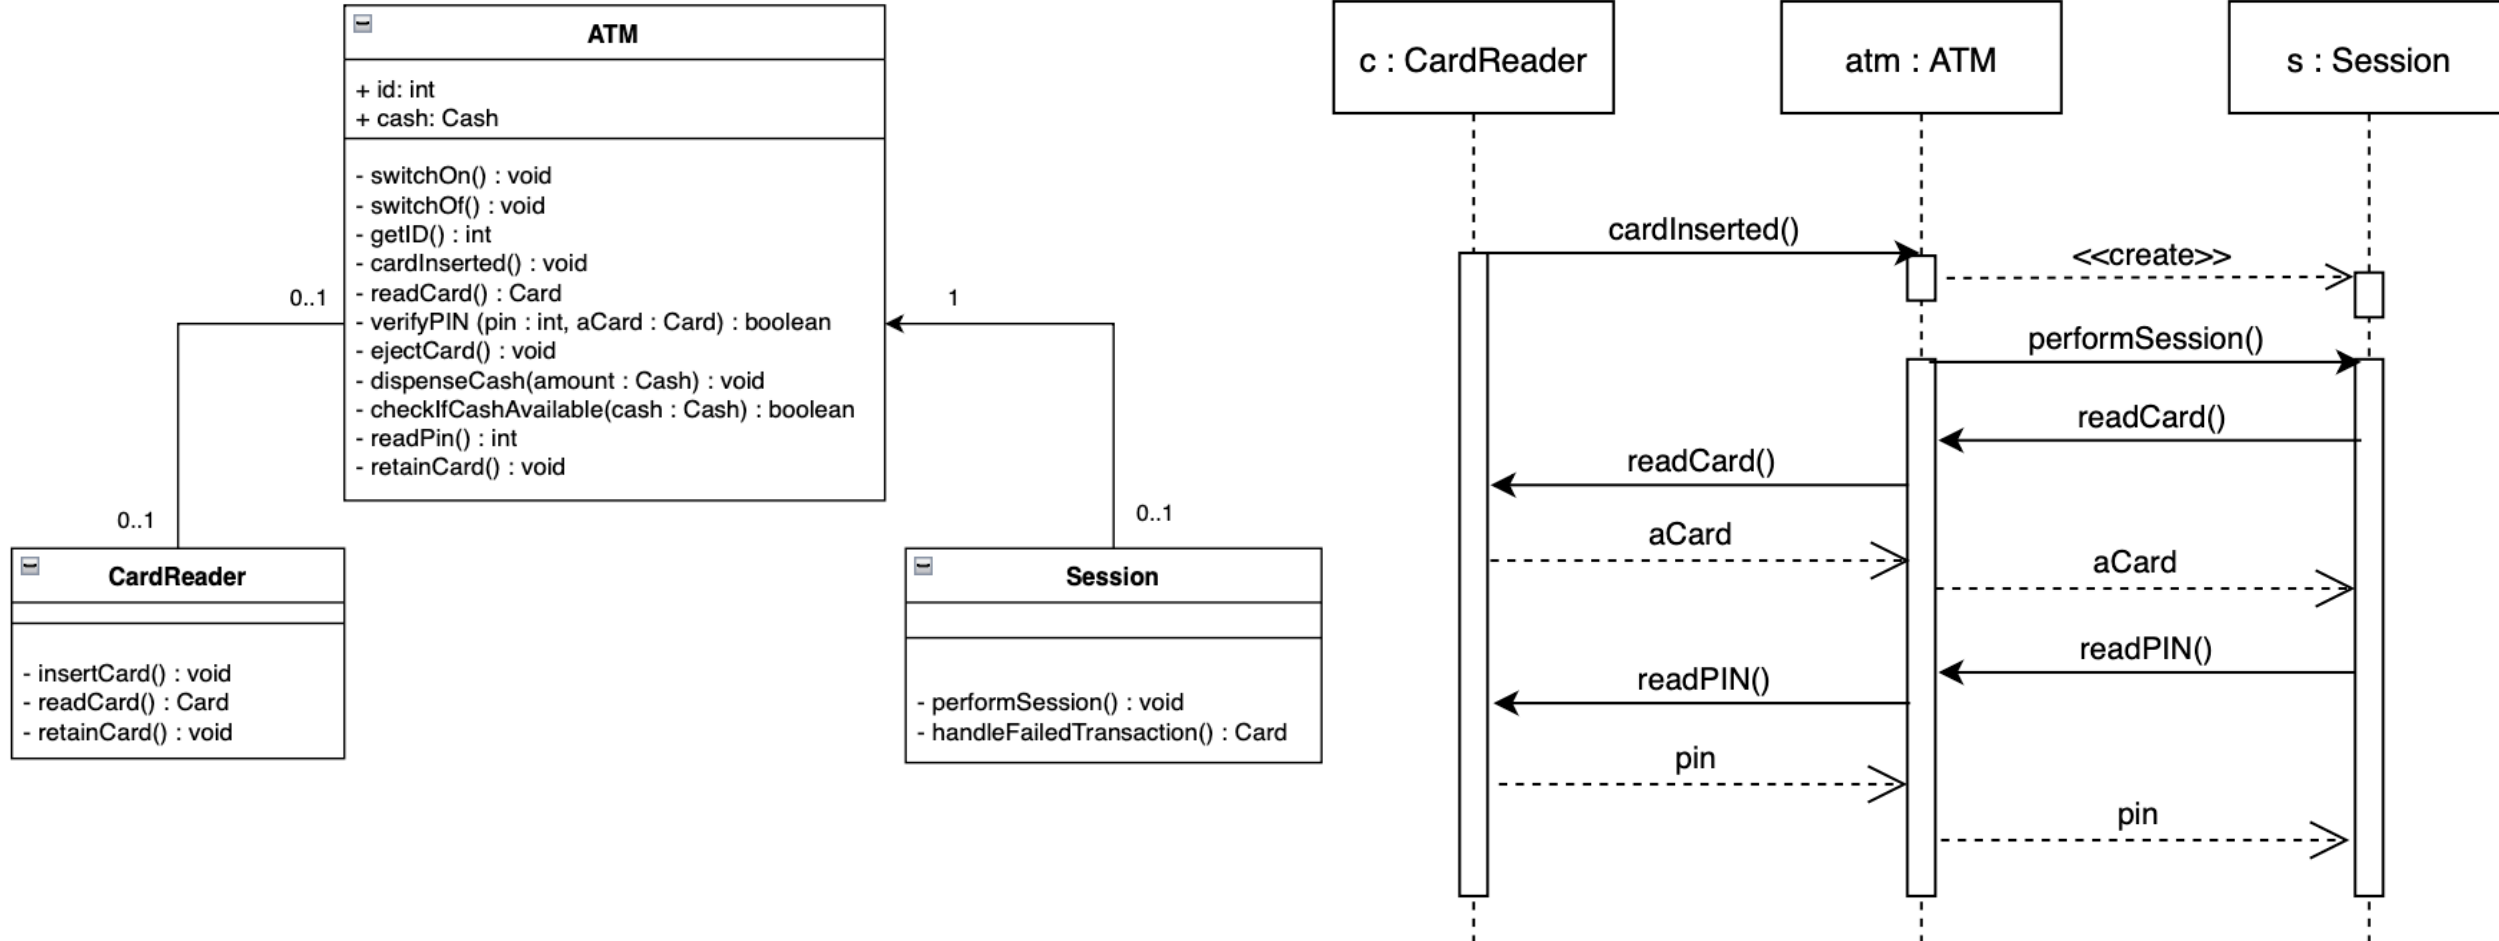 ATM
+ id: int
+ cash: Cash
- switchOn() : void
- switchOf() : void
- getID() : int
- cardInserted() : void
- readCard() : Card
- verifyPIN (pin : int, aCard : Card) : boolean
- ejectCard() : void
- dispenseCash(amount : Cash) : void
- checkIfCashAvailable(cash : Cash) : boolean
- readPin() : int
- retainCard() : void
0..1
1
0..1
0..1
CardReader
- insertCard() : void
- readCard() : Card
- retainCard() : void
Session
- performSession() : void
- handleFailedTransaction() : Card
c : CardReader
atm : ATM
s : Session
cardInserted()
<<create>>
performSession()
readCard()
readCard()
aCard
aCard
readPIN()
readPIN()
pin
pin